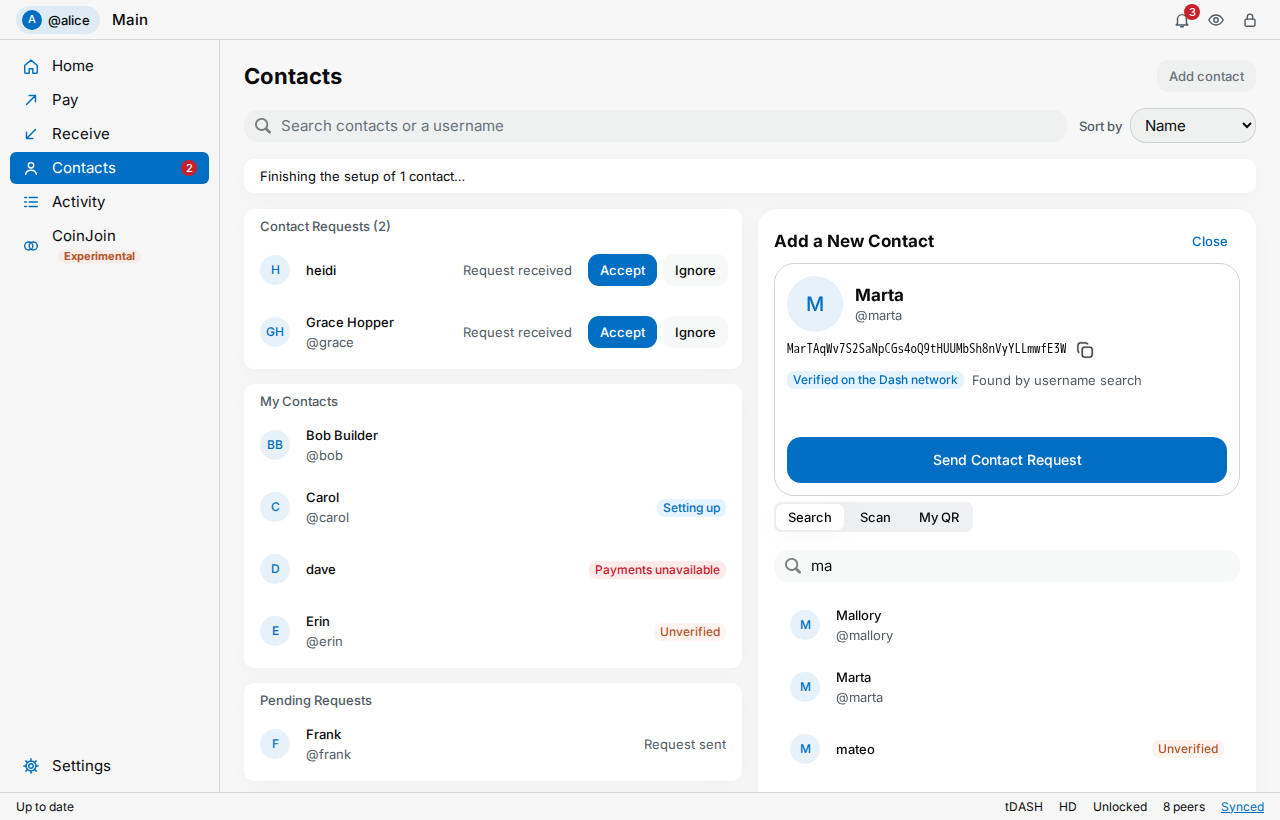 A @alice Main
3
Home
Pay
Receive
Contacts 2
Activity
CoinJoin
Experimental
Settings
Contacts
Add contact
Search contacts or a username
Sort by Name
Finishing the setup of 1 contact...
Contact Requests (2)
H heidi Request received Accept Ignore
GH Grace Hopper
@grace
Request received Accept Ignore
My Contacts
BB Bob Builder
@bob
C Carol
@carol
Setting up
D dave Payments unavailable
E Erin
@erin
Unverified
Pending Requests
F Frank
@frank
Request sent
Add a New Contact Close
M Marta
@marta
MarTAqWv7S2SaNpCGs4oQ9tHUUMbSh8nVyYLLmwfE3W
Verified on the Dash network Found by username search
Send Contact Request
Search Scan My QR
ma
M Mallory
@mallory
M Marta
@marta
M mateo Unverified
Up to date tDASH HD Unlocked 8 peers Synced